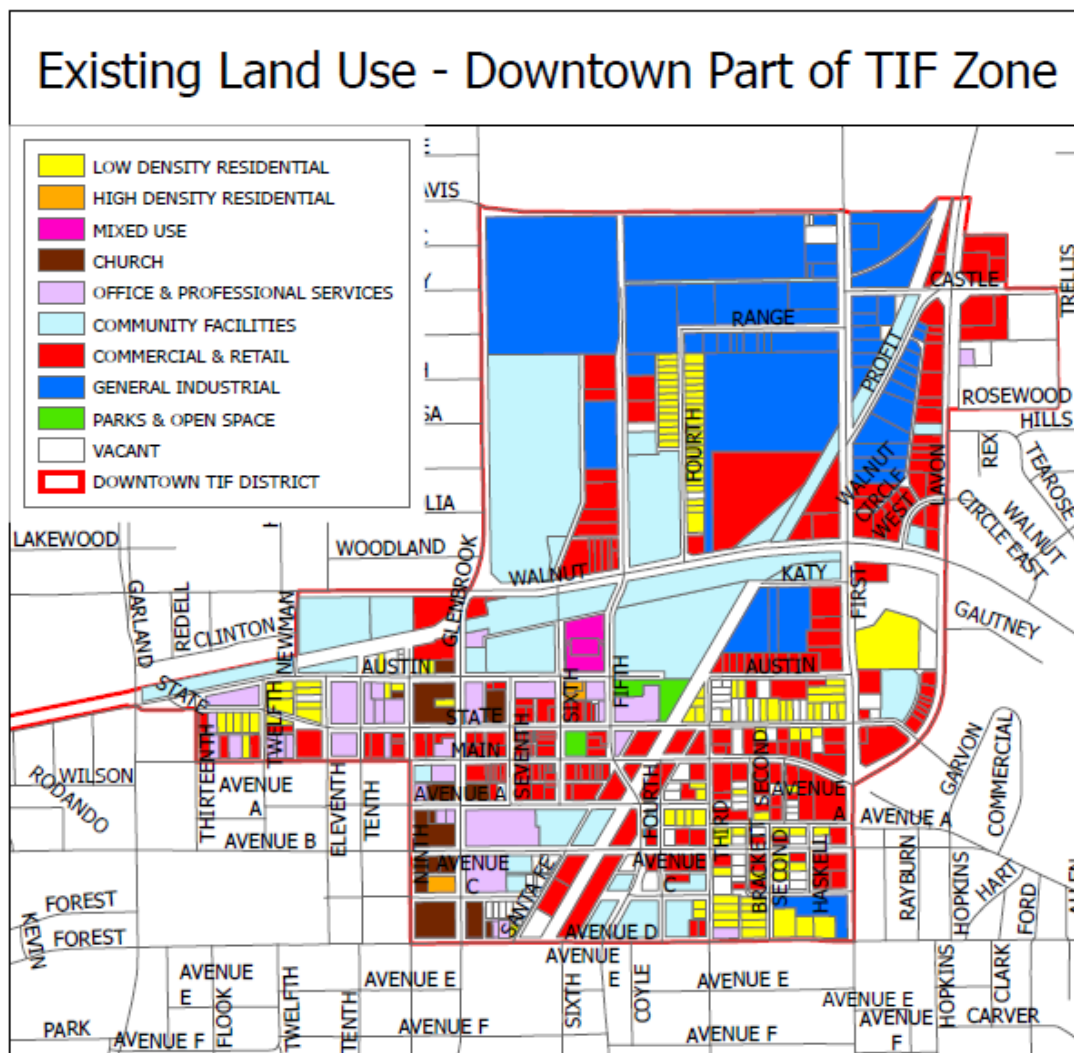 Existing Land Use - Downtown Part of TIF Zone
LOW DENSITY RESIDENTIAL
HIGH DENSITY RESIDENTIAL
MIXED USE
CHURCH
OFFICE & PROFESSIONAL SERVICES
COMMUNITY FACILITIES
COMMERCIAL & RETAIL
GENERAL INDUSTRIAL
PARKS & OPEN SPACE
VACANT
DOWNTOWN TIF DISTRICT
AVIS
TRELLIS
CASTLE
RANGE
PROFIT
ROSEWOOD
HILLS
SA
REX
TEAROSE
FOURTH
WALNUT
CIRCLE
WEST
LAVON
WALNUT
CIRCLE EAST
LIA
LAKEWOOD
WOODLAND
GLENBROOK
WALNUT
KATY
FIRST
GAUTNEY
GARLAND
REDELL
CLINTON
NEWMAN
AUSTIN
AUSTIN
STATE
STATE
SIXTH
FIFTH
MAIN
SEVENTH
TWELFTH
THIRTEENTH
SECOND
GARVON
COMMERCIAL
WILSON
RODANDO
AVENUE
A
AVENUE A
AVENUE
A
AVENUE A
AVENUE B
ELEVENTH
TENTH
NINTH
FOURTH
THIRD
BRACKETT
SECOND
HASKELL
AVENUE
C
AVENUE
C
SANTA FE
RAYBURN
HOPKINS
HART
FORD
ALLEN
FOREST
FOREST
KEVIN
AVENUE D
AVENUE
E
AVENUE
E
AVENUE E
AVENUE E
AVENUE E
FLOOK
TWELFTH
TENTH
SIXTH
COYLE
HOPKINS
CLARK
PARK
AVENUE F
AVENUE F
AVENUE F
AVENUE
F
CARVER